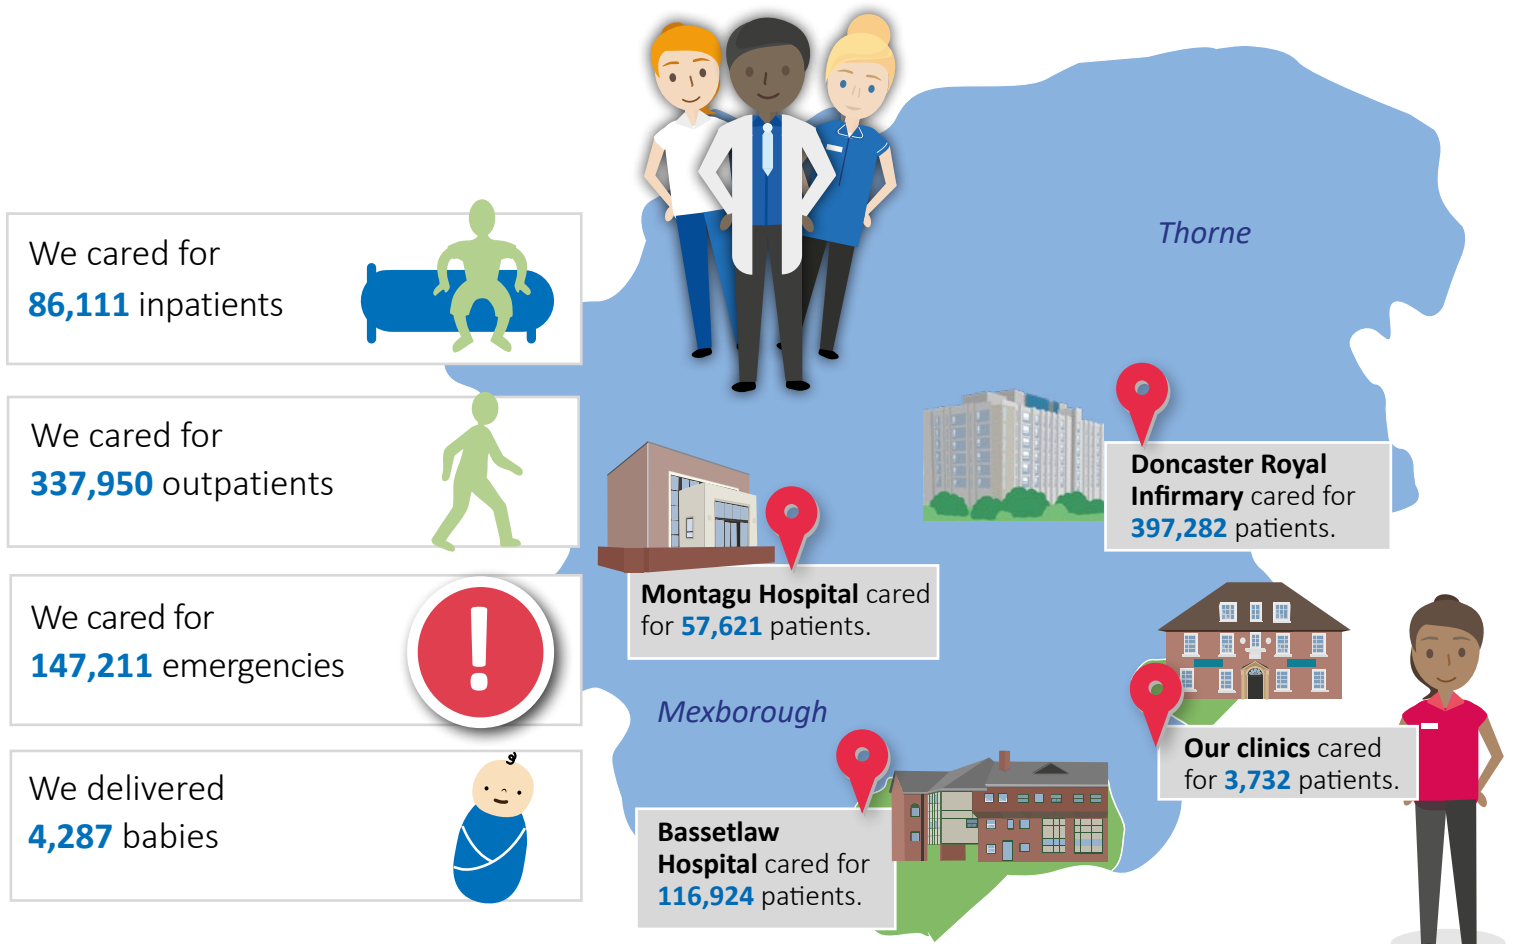 We cared for
86,111 inpatients
We cared for
337,950 outpatients
We cared for
147,211 emergencies
We delivered
4,287 babies
Thorne
Doncaster Royal
Infirmary cared for
397,282 patients.
Montagu Hospital cared
for 57,621 patients.
Mexborough
Our clinics cared
for 3,732 patients.
Bassetlaw
Hospital cared for
116,924 patients.